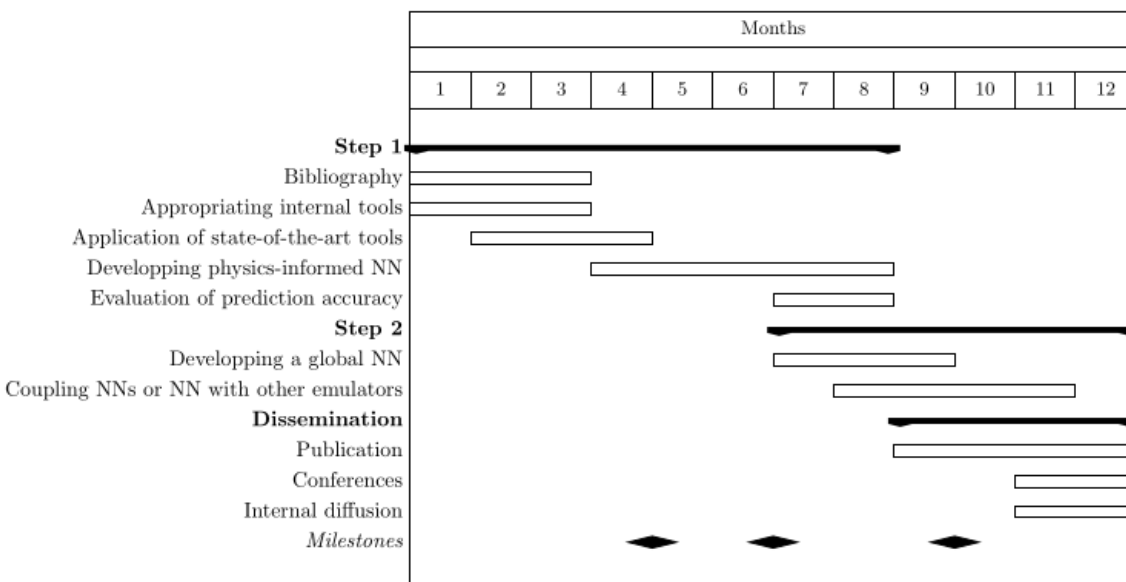 Months
1 2 3 4 5 6 7 8 9 10 11 12
Step 1
Bibliography
Appropriating internal tools
Application of state-of-the-art tools
Developping physics-informed NN
Evaluation of prediction accuracy
Step 2
Developping a global NN
Coupling NNs or NN with other emulators
Dissemination
Publication
Conferences
Internal diffusion
Milestones